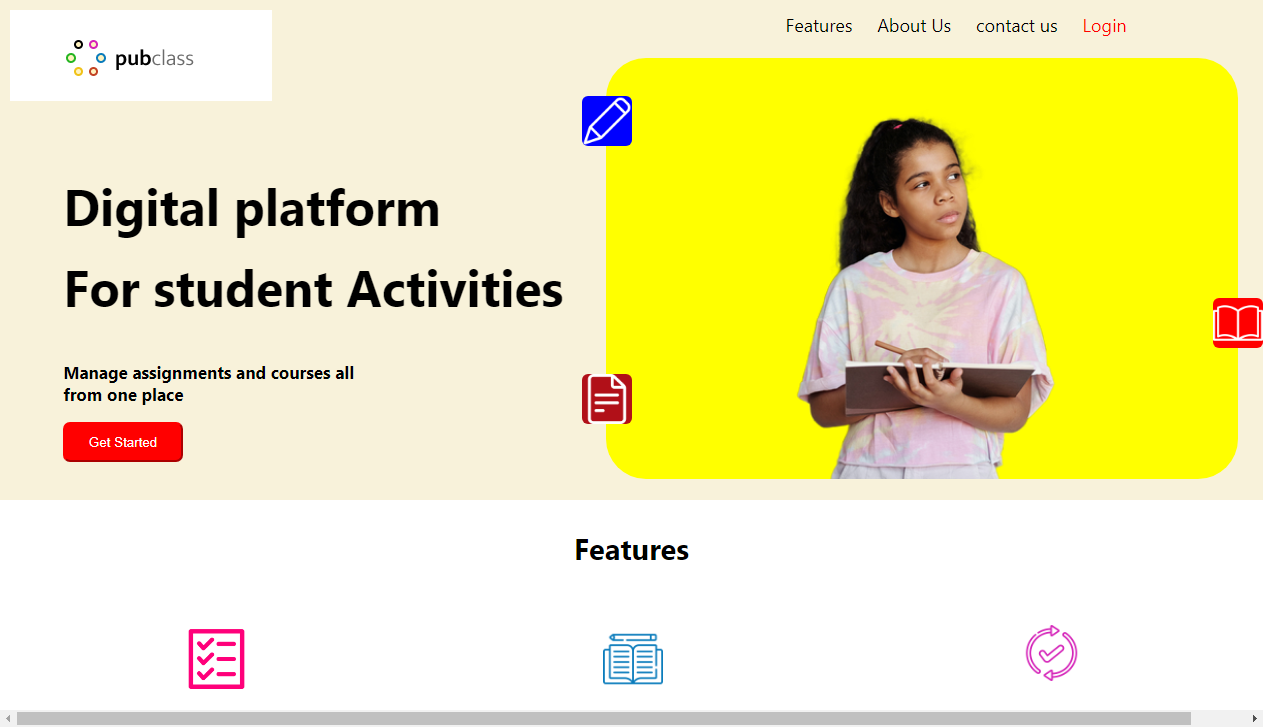 pubclass
Features About Us contact us Login
Digital platform
For student Activities
Manage assignments and courses all
from one place
Get Started
Features